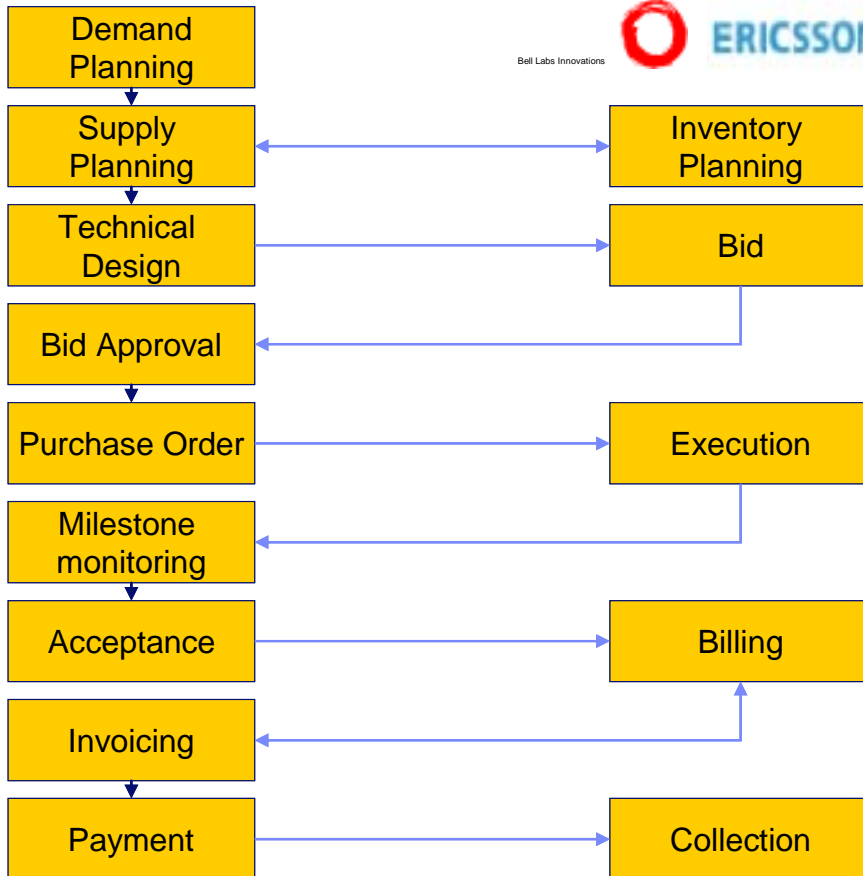 Demand
Planning
Bell Labs Innovations
ERICSSON
Supply
Planning
Inventory
Planning
Technical
Design
Bid
Bid Approval
Purchase Order
Execution
Milestone
monitoring
Acceptance
Billing
Invoicing
Payment
Collection